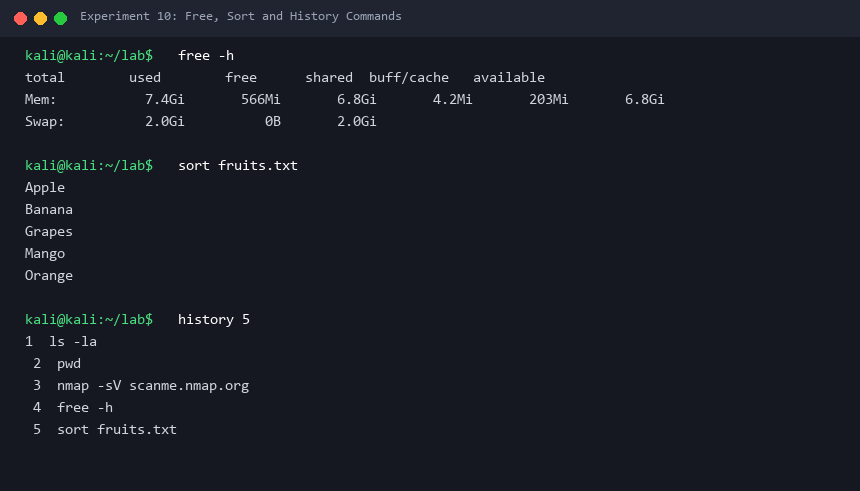 Experiment 10: Free, Sort and History Commands
kali@kali:~/lab$ free -h
total used free shared buff/cache available
Mem: 7.4Gi 566Mi 6.8Gi 4.2Mi 203Mi 6.8Gi
Swap: 2.0Gi 0B 2.0Gi
kali@kali:~/lab$ sort fruits.txt
Apple
Banana
Grapes
Mango
Orange
kali@kali:~/lab$ history 5
1 ls -la
2 pwd
3 nmap -sV scanme.nmap.org
4 free -h
5 sort fruits.txt